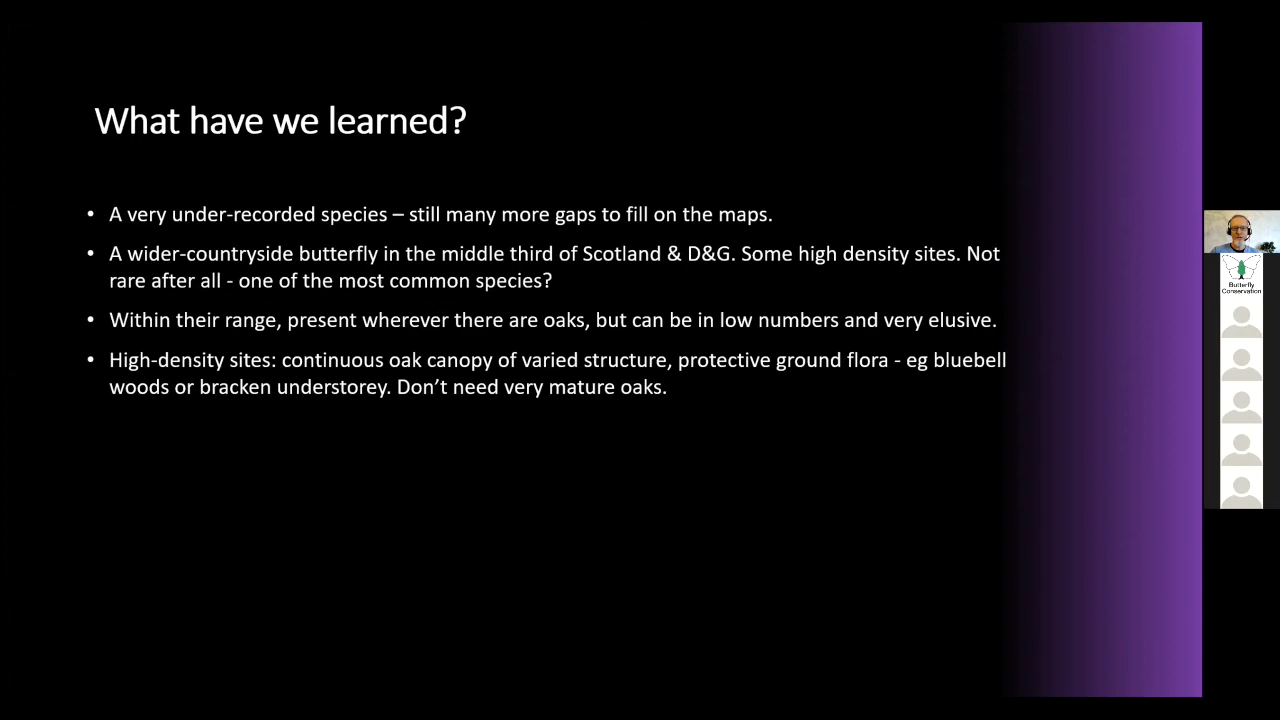 What have we learned?
• A very under-recorded species – still many more gaps to fill on the maps.
• A wider-countryside butterfly in the middle third of Scotland & D&G. Some high density sites. Not
rare after all - one of the most common species?
• Within their range, present wherever there are oaks, but can be in low numbers and very elusive.
• High-density sites: continuous oak canopy of varied structure, protective ground flora - eg bluebell
woods or bracken understorey. Don’t need very mature oaks.
Butterfly
Conservation